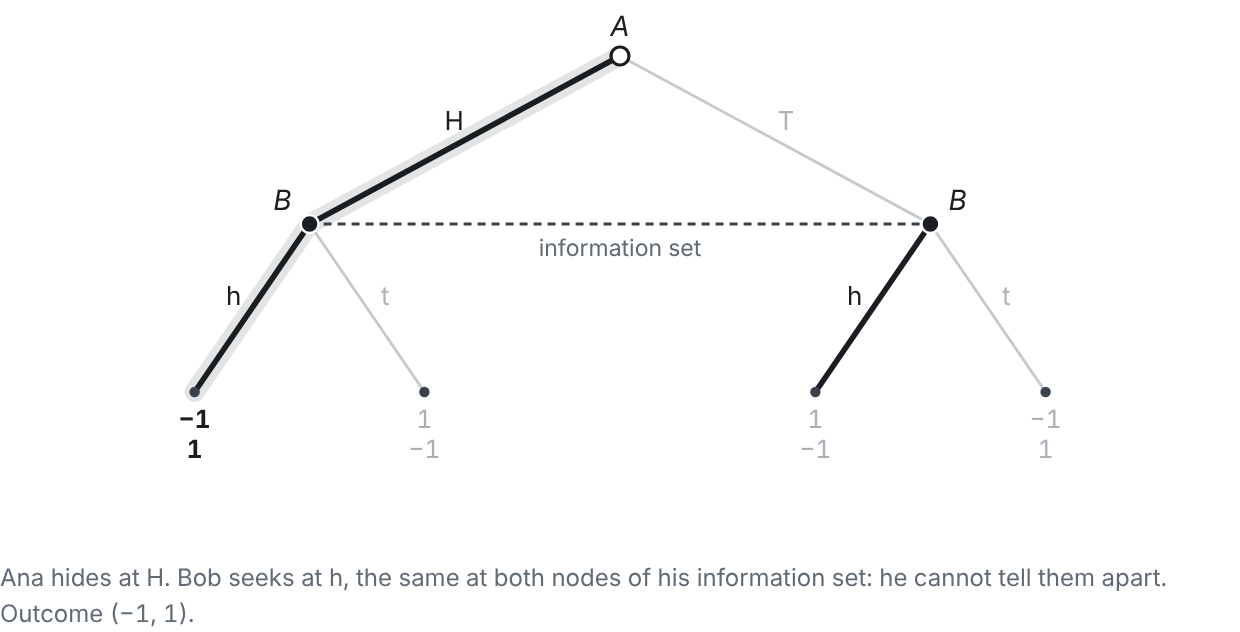 A
H
T
B
B
information set
h
t
h
t
−1
1
1
−1
1
−1
−1
1
Ana hides at H. Bob seeks at h, the same at both nodes of his information set: he cannot tell them apart.
Outcome (−1, 1).